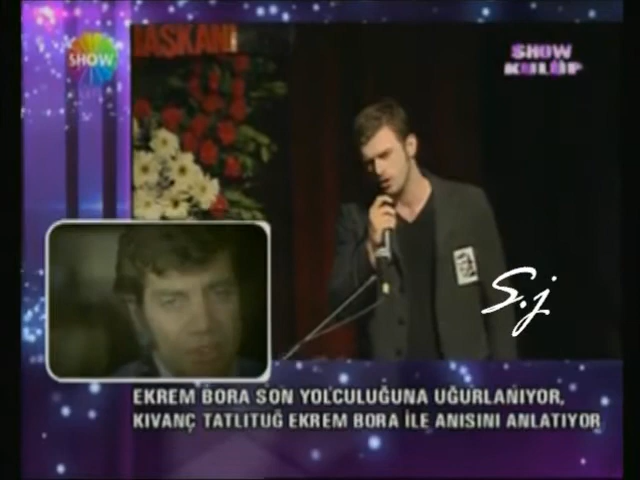 BAŞKANI
SHOW
SHOW
KULÜP
S.j
EKREM BORA SON YOLCULUĞUNA UĞURLANIYOR,
KIVANÇ TATLITUĞ EKREM BORA İLE ANISINI ANLATIYOR